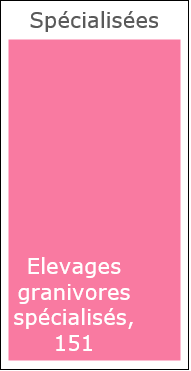 Spécialisées
Elevages
granivores
spécialisés,
151